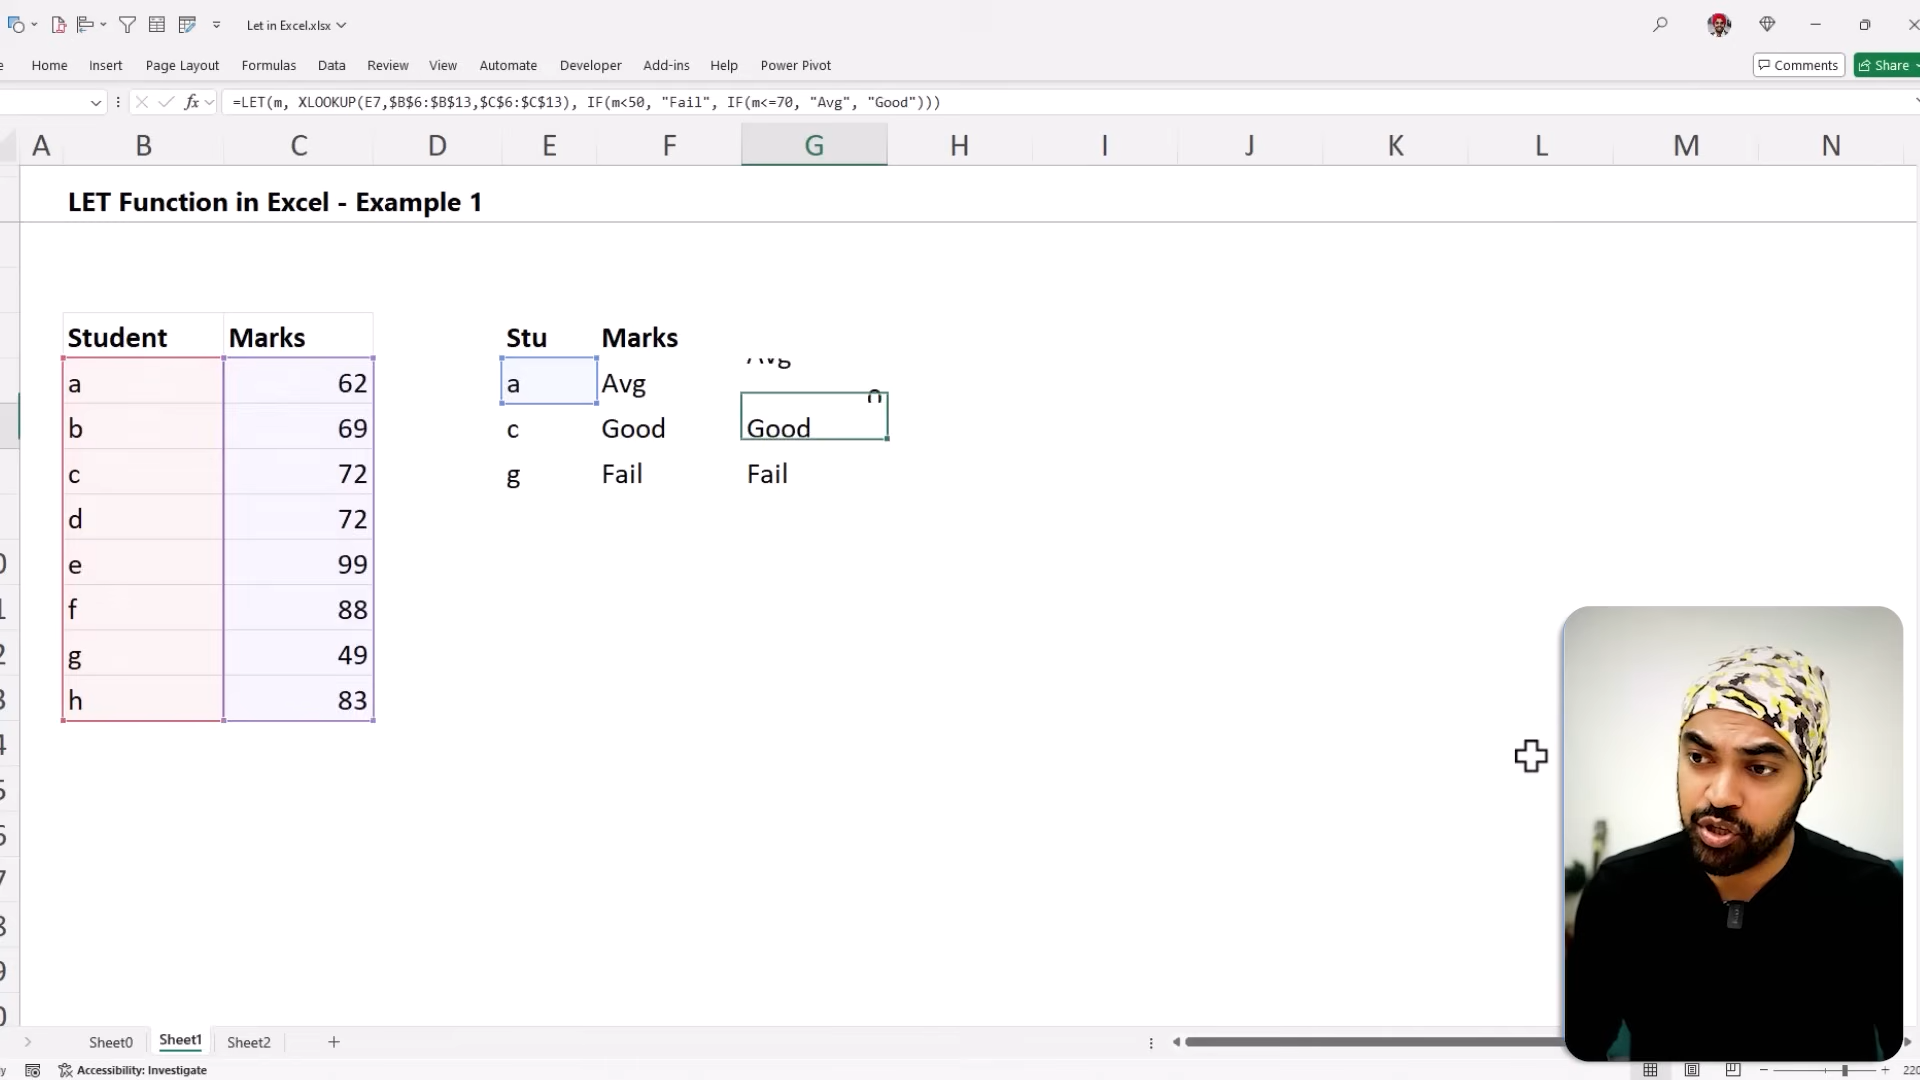 Let in Excel.xlsx
Home Insert Page Layout Formulas Data Review View Automate Developer Add-ins Help Power Pivot
Comments Share
fx =LET(m, XLOOKUP(E7,$B$6:$B$13,$C$6:$C$13), IF(m<50, "Fail", IF(m<=70, "Avg", "Good")))
A B C D E F G H I J K L M N
LET Function in Excel - Example 1
Student Marks Stu Marks
a 62 a Avg Avg
b 69 c Good Good
c 72 g Fail Fail
d 72
e 99
f 88
g 49
h 83
Sheet0 Sheet1 Sheet2
Accessibility: Investigate